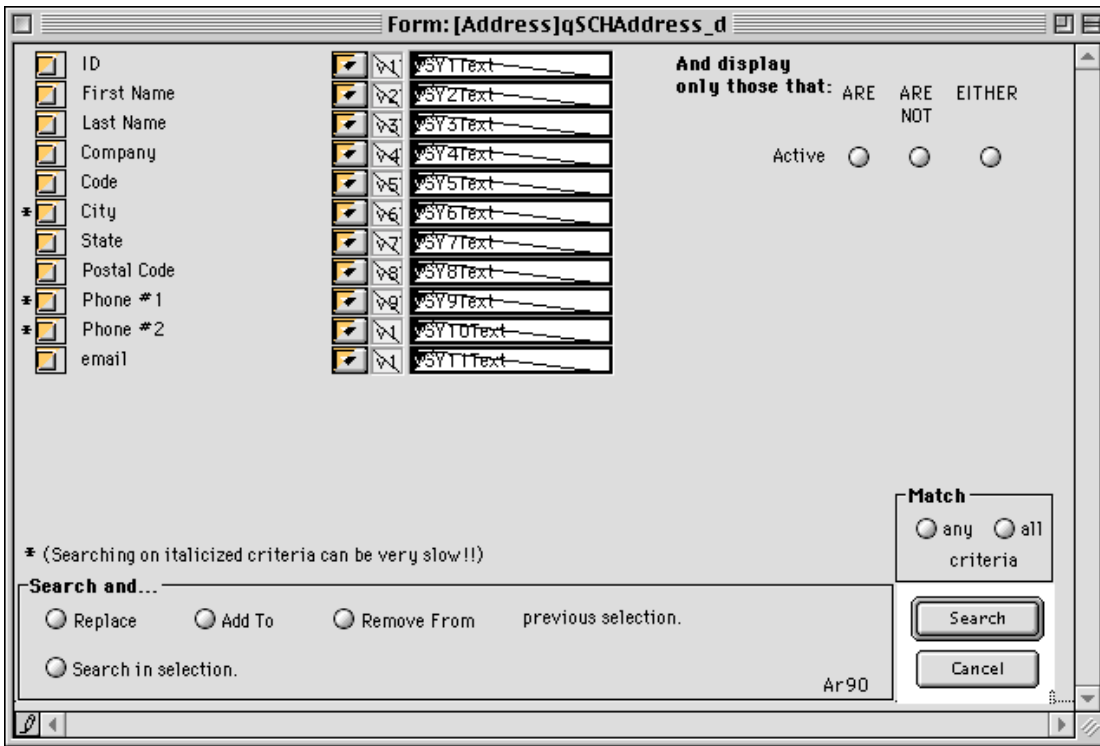 Form: [Address]qSCHAddress_d
ID vSY1Text
First Name vSY2Text
Last Name vSY3Text
Company vSY4Text
Code vSY5Text
* City vSY6Text
State vSY7Text
Postal Code vSY8Text
* Phone #1 vSY9Text
* Phone #2 vSY10Text
email vSY11Text
And display
only those that: ARE ARE NOT EITHER
Active
* (Searching on italicized criteria can be very slow!!)
Match
any all
criteria
Search and...
Replace Add To Remove From previous selection.
Search in selection.
Ar90
Search
Cancel